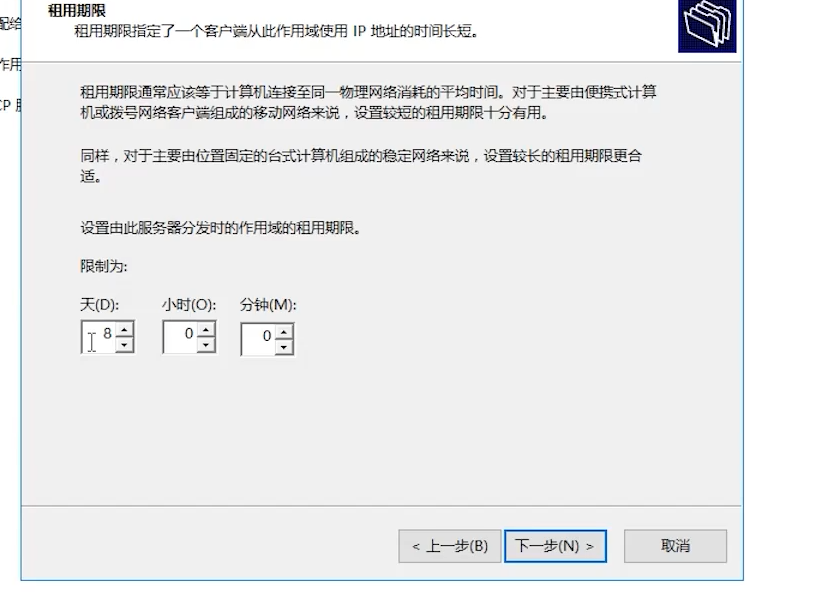 配给
作用
CP 服
租用期限
租用期限指定了一个客户端从此作用域使用 IP 地址的时间长短。
租用期限通常应该等于计算机连接至同一物理网络消耗的平均时间。对于主要由便携式计算
机或拨号网络客户端组成的移动网络来说，设置较短的租用期限十分有用。
同样，对于主要由位置固定的台式计算机组成的稳定网络来说，设置较长的租用期限更合
适。
设置由此服务器分发时的作用域的租用期限。
限制为:
天(D): 小时(O): 分钟(M):
8 0 0
< 上一步(B) 下一步(N) > 取消